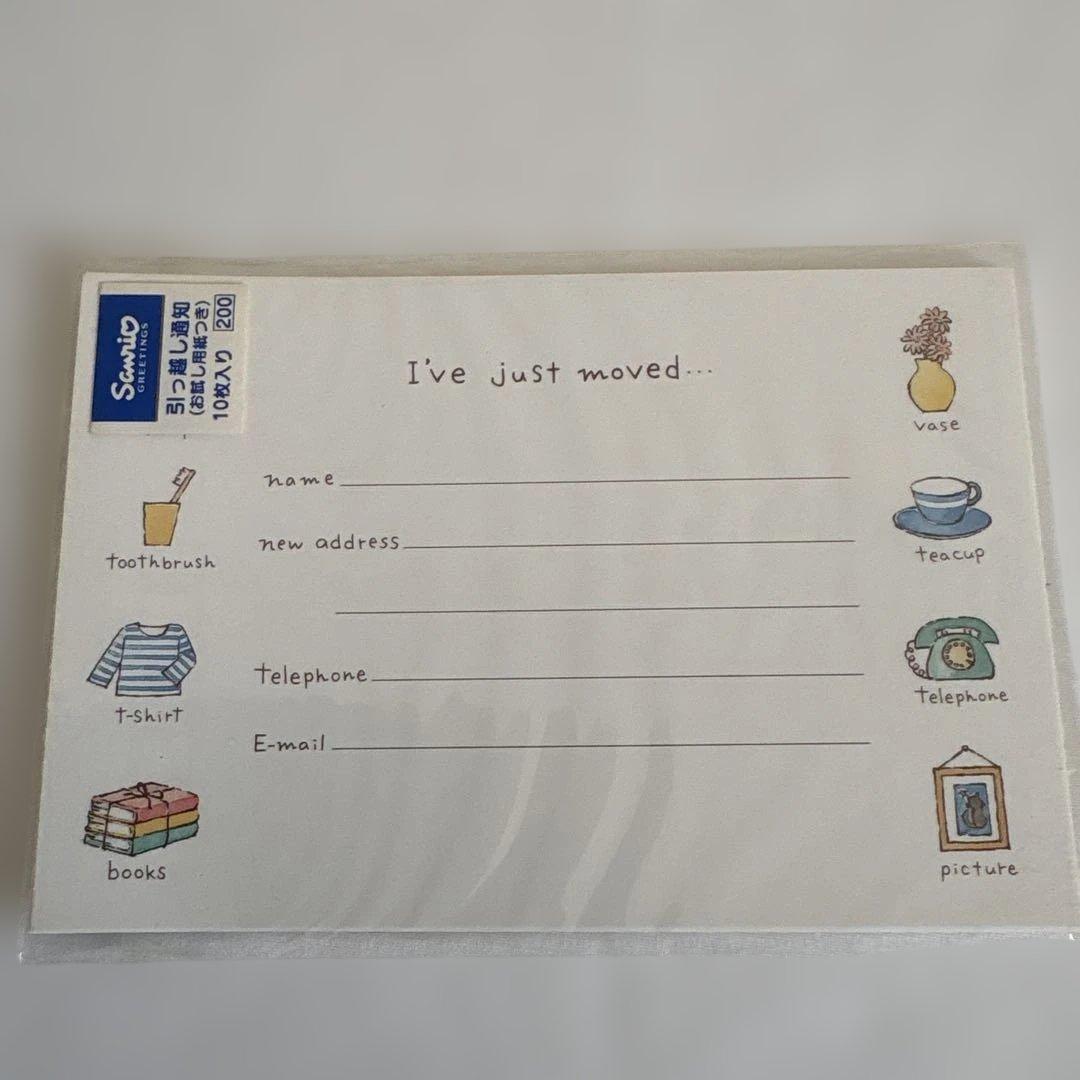 Sanrio
GREETINGS
引っ越し通知
(お試し用紙つき)
10枚入り 200
I've just moved...
name
new address
telephone
E-mail
toothbrush
t-shirt
books
vase
teacup
telephone
picture